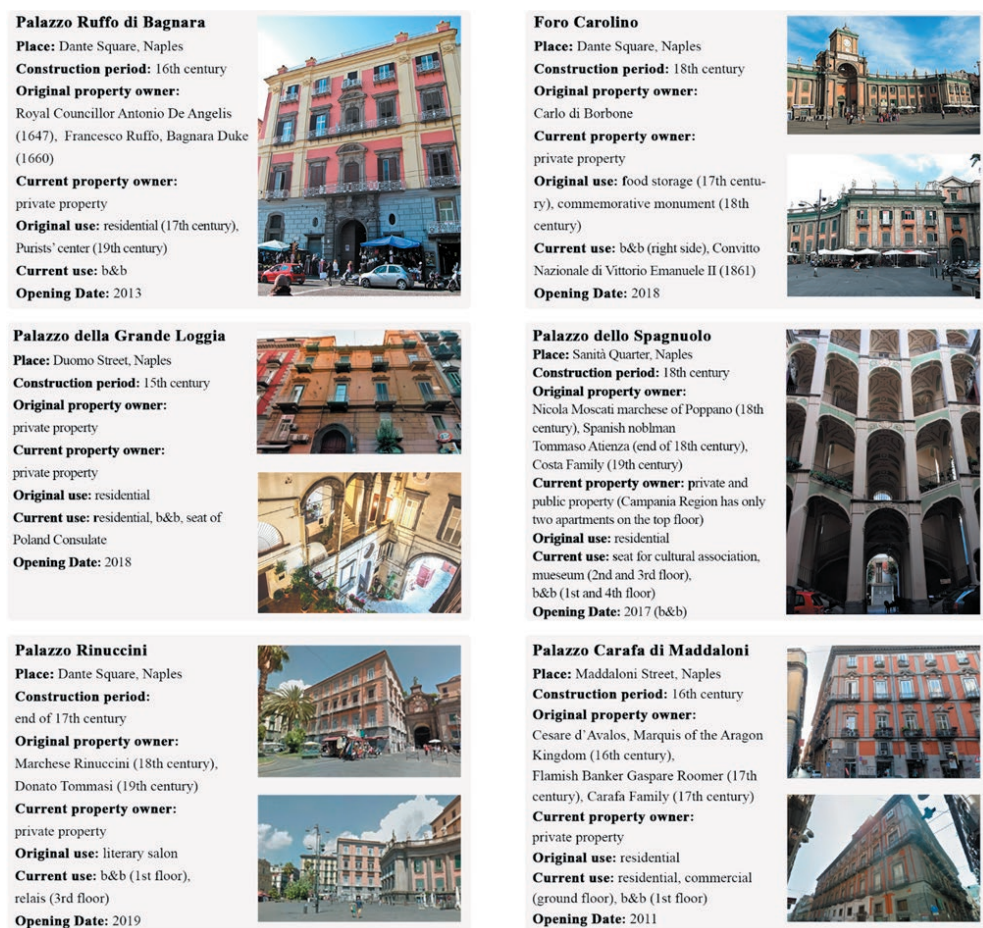 Palazzo Ruffo di Bagnara
Place: Dante Square, Naples
Construction period: 16th century
Original property owner:
Royal Councillor Antonio De Angelis
(1647), Francesco Ruffo, Bagnara Duke
(1660)
Current property owner:
private property
Original use: residential (17th century),
Purists' center (19th century)
Current use: b&b
Opening Date: 2013
Foro Carolino
Place: Dante Square, Naples
Construction period: 18th century
Original property owner:
Carlo di Borbone
Current property owner:
private property
Original use: food storage (17th centu-
ry), commemorative monument (18th
century)
Current use: b&b (right side), Convitto
Nazionale di Vittorio Emanuele II (1861)
Opening Date: 2018
Palazzo della Grande Loggia
Place: Duomo Street, Naples
Construction period: 15th century
Original property owner:
private property
Current property owner:
private property
Original use: residential
Current use: residential, b&b, seat of
Poland Consulate
Opening Date: 2018
Palazzo dello Spagnuolo
Place: Sanità Quarter, Naples
Construction period: 18th century
Original property owner:
Nicola Moscati marchese of Poppano (18th
century), Spanish noblman
Tommaso Atienza (end of 18th century),
Costa Family (19th century)
Current property owner: private and
public property (Campania Region has only
two apartments on the top floor)
Original use: residential
Current use: seat for cultural association,
mueseum (2nd and 3rd floor),
b&b (1st and 4th floor)
Opening Date: 2017 (b&b)
Palazzo Rinuccini
Place: Dante Square, Naples
Construction period:
end of 17th century
Original property owner:
Marchese Rinuccini (18th century),
Donato Tommasi (19th century)
Current property owner:
private property
Original use: literary salon
Current use: b&b (1st floor),
relais (3rd floor)
Opening Date: 2019
Palazzo Carafa di Maddaloni
Place: Maddaloni Street, Naples
Construction period: 16th century
Original property owner:
Cesare d'Avalos, Marquis of the Aragon
Kingdom (16th century),
Flamish Banker Gaspare Roomer (17th
century), Carafa Family (17th century)
Current property owner:
private property
Original use: residential
Current use: residential, commercial
(ground floor), b&b (1st floor)
Opening Date: 2011